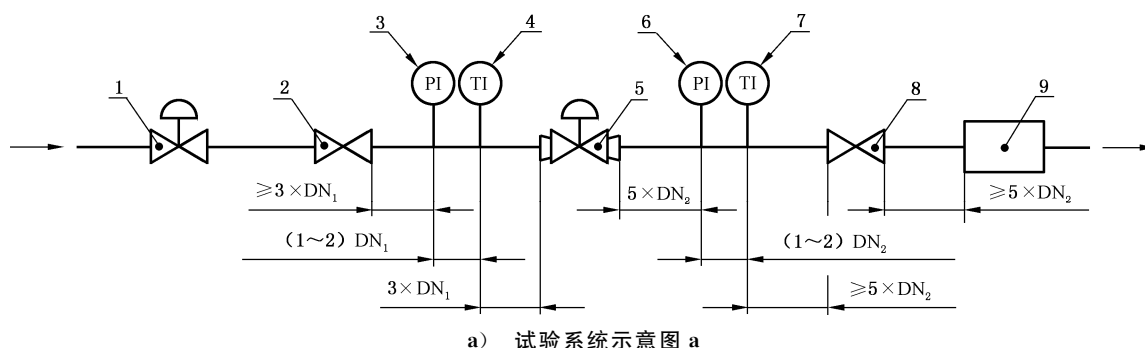 3 4 6 7
1 2 PI TI 5 PI TI 8 9
≥3×DN₁ 5×DN₂ ≥5×DN₂
(1~2) DN₁ (1~2) DN₂
3×DN₁ ≥5×DN₂
a) 试验系统示意图 a